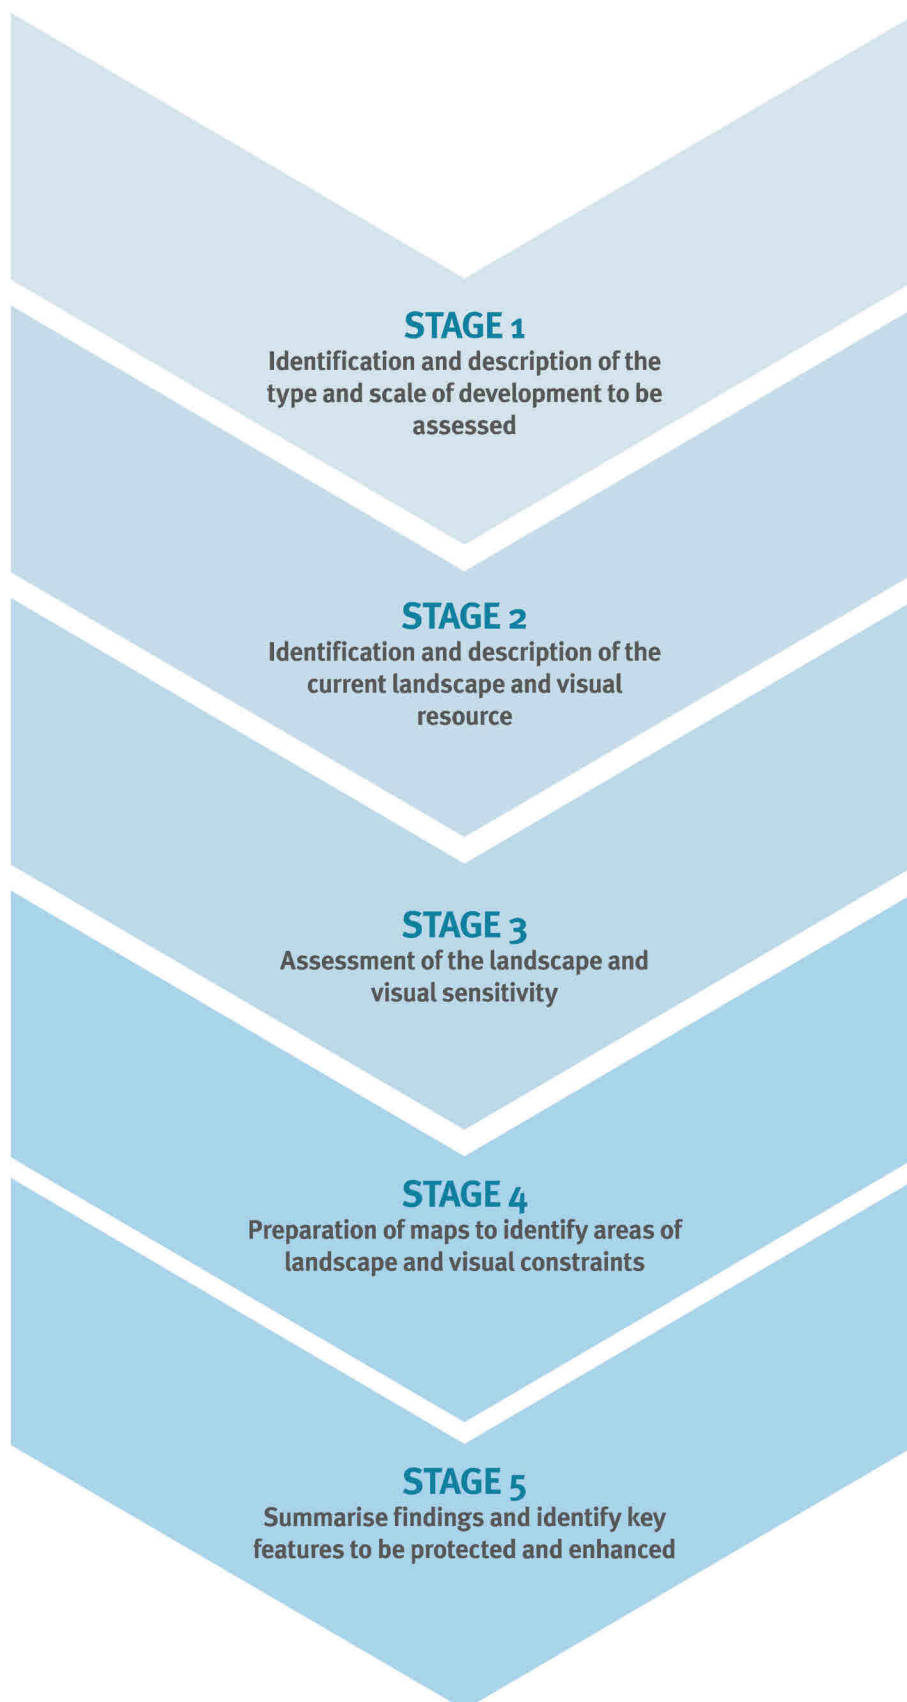 STAGE 1
Identification and description of the
type and scale of development to be
assessed
STAGE 2
Identification and description of the
current landscape and visual
resource
STAGE 3
Assessment of the landscape and
visual sensitivity
STAGE 4
Preparation of maps to identify areas of
landscape and visual constraints
STAGE 5
Summarise findings and identify key
features to be protected and enhanced